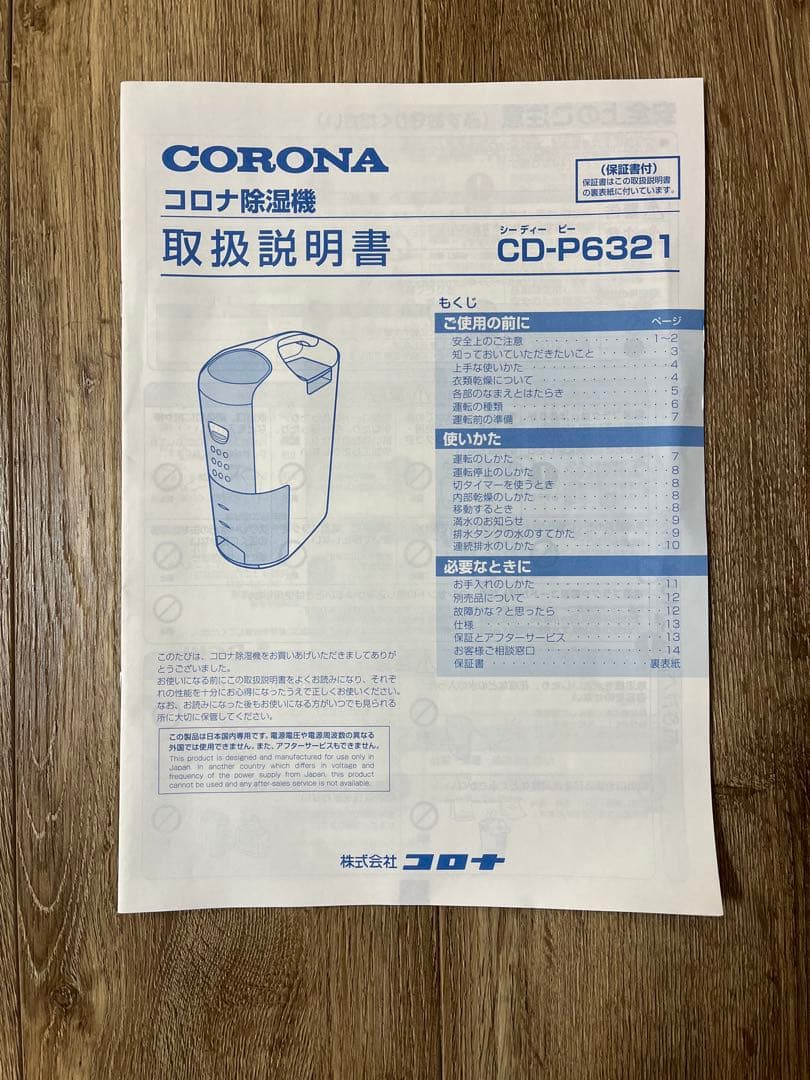 CORONA
コロナ除湿機
取扱説明書
シーディー ピー
CD-P6321
(保証書付)
保証書はこの取扱説明書
の裏表紙に付いています。
もくじ
ご使用の前に ページ
安全上のご注意 ・・・・・・・・ 1〜2
知っておいていただきたいこと ・・・・・・・・ 3
上手な使いかた ・・・・・・・・ 4
衣類乾燥について ・・・・・・・・ 4
各部のなまえとはたらき ・・・・・・・・ 5
運転の種類 ・・・・・・・・ 6
運転前の準備 ・・・・・・・・ 7
使いかた
運転のしかた ・・・・・・・・ 7
運転停止のしかた ・・・・・・・・ 8
切タイマーを使うとき ・・・・・・・・ 8
内部乾燥のしかた ・・・・・・・・ 8
移動するとき ・・・・・・・・ 8
満水のお知らせ ・・・・・・・・ 9
排水タンクの水のすてかた ・・・・・・・・ 9
連続排水のしかた ・・・・・・・・ 10
必要なときに
お手入れのしかた ・・・・・・・・ 11
別売品について ・・・・・・・・ 12
故障かな?と思ったら ・・・・・・・・ 12
仕様 ・・・・・・・・ 13
保証とアフターサービス ・・・・・・・・ 13
お客様ご相談窓口 ・・・・・・・・ 14
保証書 ・・・・・・・・ 裏表紙
このたびは、コロナ除湿機をお買いあげいただきましてありが
とうございました。
お使いになる前にこの取扱説明書をよくお読みになり、それぞ
れの性能を十分にお心得になったうえで正しくお使いください。
なお、お読みになった後もお使いになる方がいつでも見られる
所に大切に保管してください。
この製品は日本国内専用です。電源電圧や電源周波数の異なる
外国では使用できません。また、アフターサービスもできません。
This product is designed and manufactured for use only in
Japan. In another country which differs in voltage and
frequency of the power supply from Japan, this product
cannot be used and any after-sales service is not available.
株式会社 コロナ